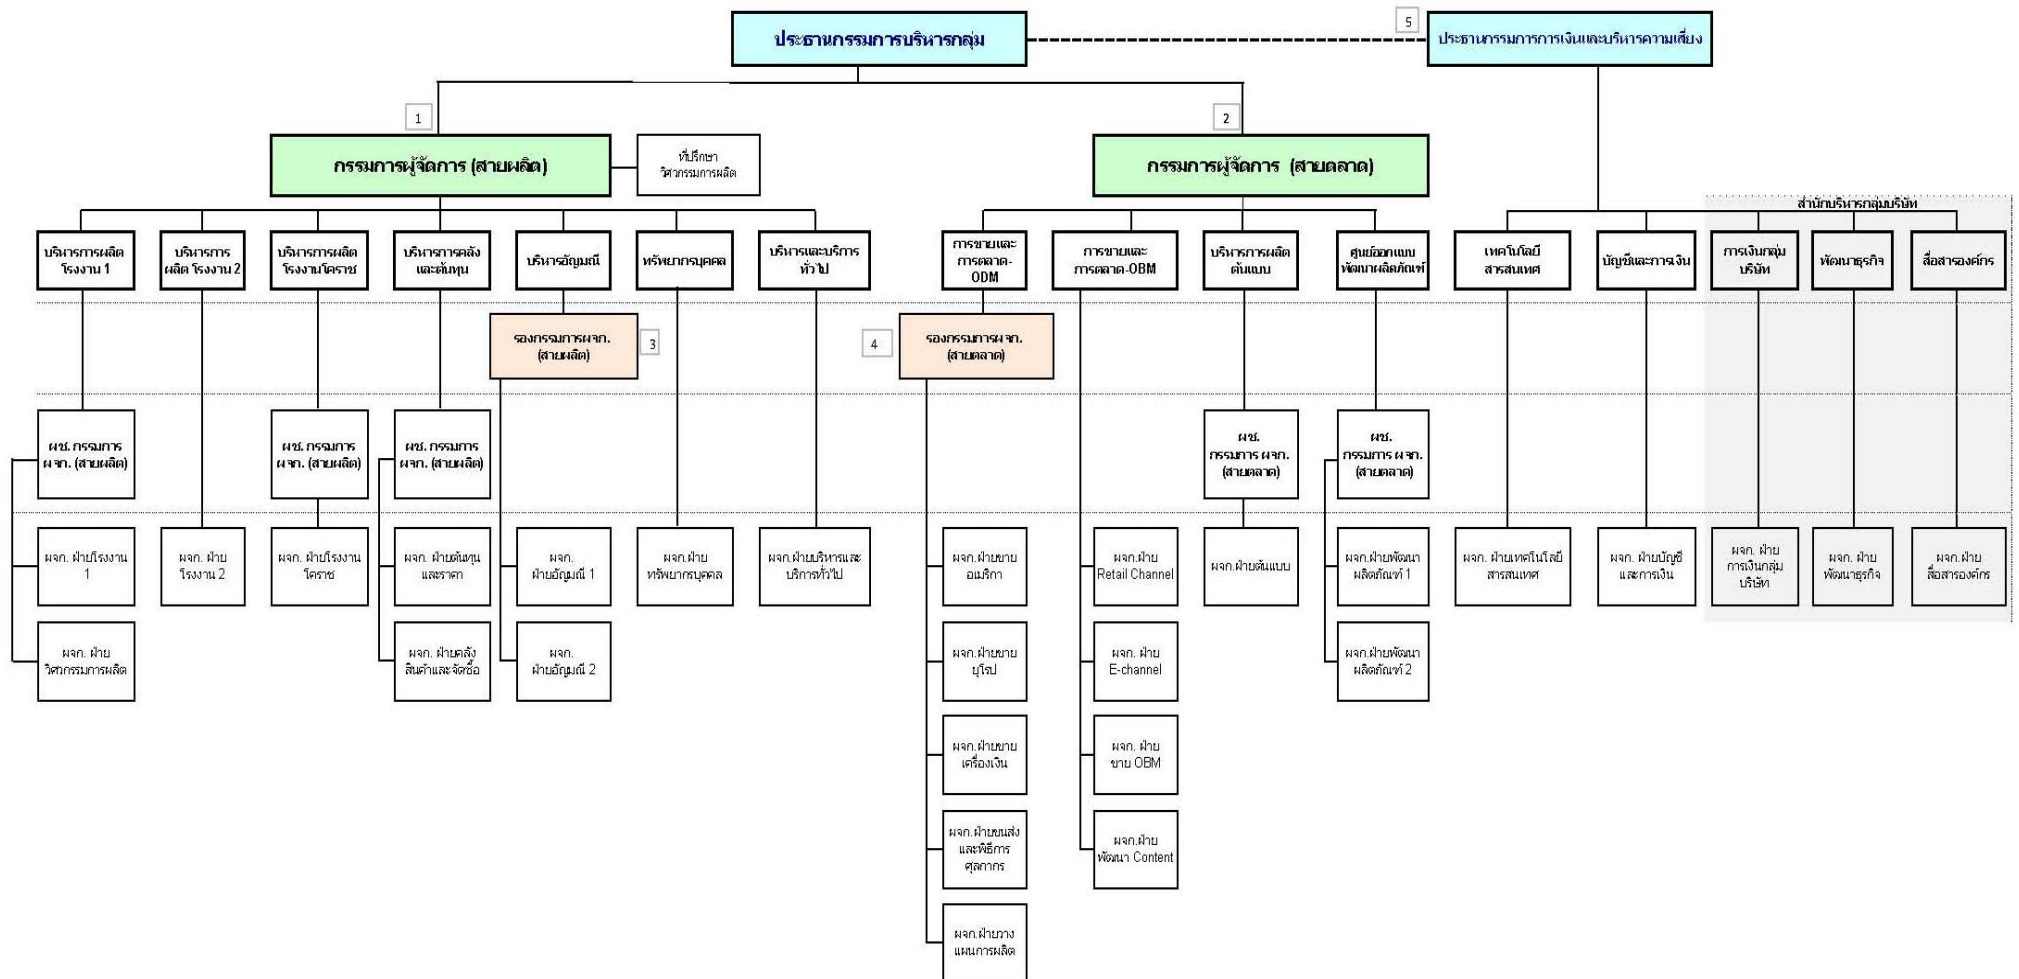 ประธานกรรมการบริหารกลุ่ม
5
ประธานกรรมการการเงินและบริหารความเสี่ยง
1
2
กรรมการผู้จัดการ (สายผลิต)
ที่ปรึกษา
วิศวกรรมการผลิต
กรรมการผู้จัดการ (สายตลาด)
สำนักบริหารกลุ่มบริษัท
บริหารการผลิต
โรงงาน 1
บริหารการ
ผลิต โรงงาน 2
บริหารการผลิต
โรงงานโคราช
บริหารการคลัง
และต้นทุน
บริหารอัญมณี
ทรัพยากรบุคคล
บริหารและบริการ
ทั่วไป
การขายและ
การตลาด-
ODM
การขายและ
การตลาด-OBM
บริหารการผลิต
ต้นแบบ
ศูนย์ออกแบบ
พัฒนาผลิตภัณฑ์
เทคโนโลยี
สารสนเทศ
บัญชีและการเงิน
การเงินกลุ่ม
บริษัท
พัฒนาธุรกิจ
สื่อสารองค์กร
รองกรรมการผจก.
(สายผลิต)
3
4
รองกรรมการผจก.
(สายตลาด)
ผช. กรรมการ
ผจก. (สายผลิต)
ผช. กรรมการ
ผจก. (สายผลิต)
ผช. กรรมการ
ผจก. (สายผลิต)
ผช.
กรรมการ ผจก.
(สายตลาด)
ผช.
กรรมการ ผจก.
(สายตลาด)
ผจก. ฝ่ายโรงงาน
1
ผจก. ฝ่าย
โรงงาน 2
ผจก. ฝ่ายโรงงาน
โคราช
ผจก. ฝ่ายต้นทุน
และราคา
ผจก.
ฝ่ายอัญมณี 1
ผจก.ฝ่าย
ทรัพยากรบุคคล
ผจก.ฝ่ายบริหารและ
บริการทั่วไป
ผจก.ฝ่ายขาย
อเมริกา
ผจก.ฝ่าย
Retail Channel
ผจก.ฝ่ายต้นแบบ
ผจก.ฝ่ายพัฒนา
ผลิตภัณฑ์ 1
ผจก. ฝ่ายเทคโนโลยี
สารสนเทศ
ผจก. ฝ่ายบัญชี
และการเงิน
ผจก. ฝ่าย
การเงินกลุ่ม
บริษัท
ผจก. ฝ่าย
พัฒนาธุรกิจ
ผจก.ฝ่าย
สื่อสารองค์กร
ผจก. ฝ่าย
วิศวกรรมการผลิต
ผจก. ฝ่ายคลัง
สินค้าและจัดซื้อ
ผจก.
ฝ่ายอัญมณี 2
ผจก.ฝ่ายขาย
ยุโรป
ผจก. ฝ่าย
E-channel
ผจก.ฝ่ายพัฒนา
ผลิตภัณฑ์ 2
ผจก.ฝ่ายขาย
เครื่องเงิน
ผจก. ฝ่าย
ขาย OBM
ผจก.ฝ่ายขนส่ง
และพิธีการ
ศุลกากร
ผจก.ฝ่าย
พัฒนา Content
ผจก.ฝ่ายวาง
แผนการผลิต